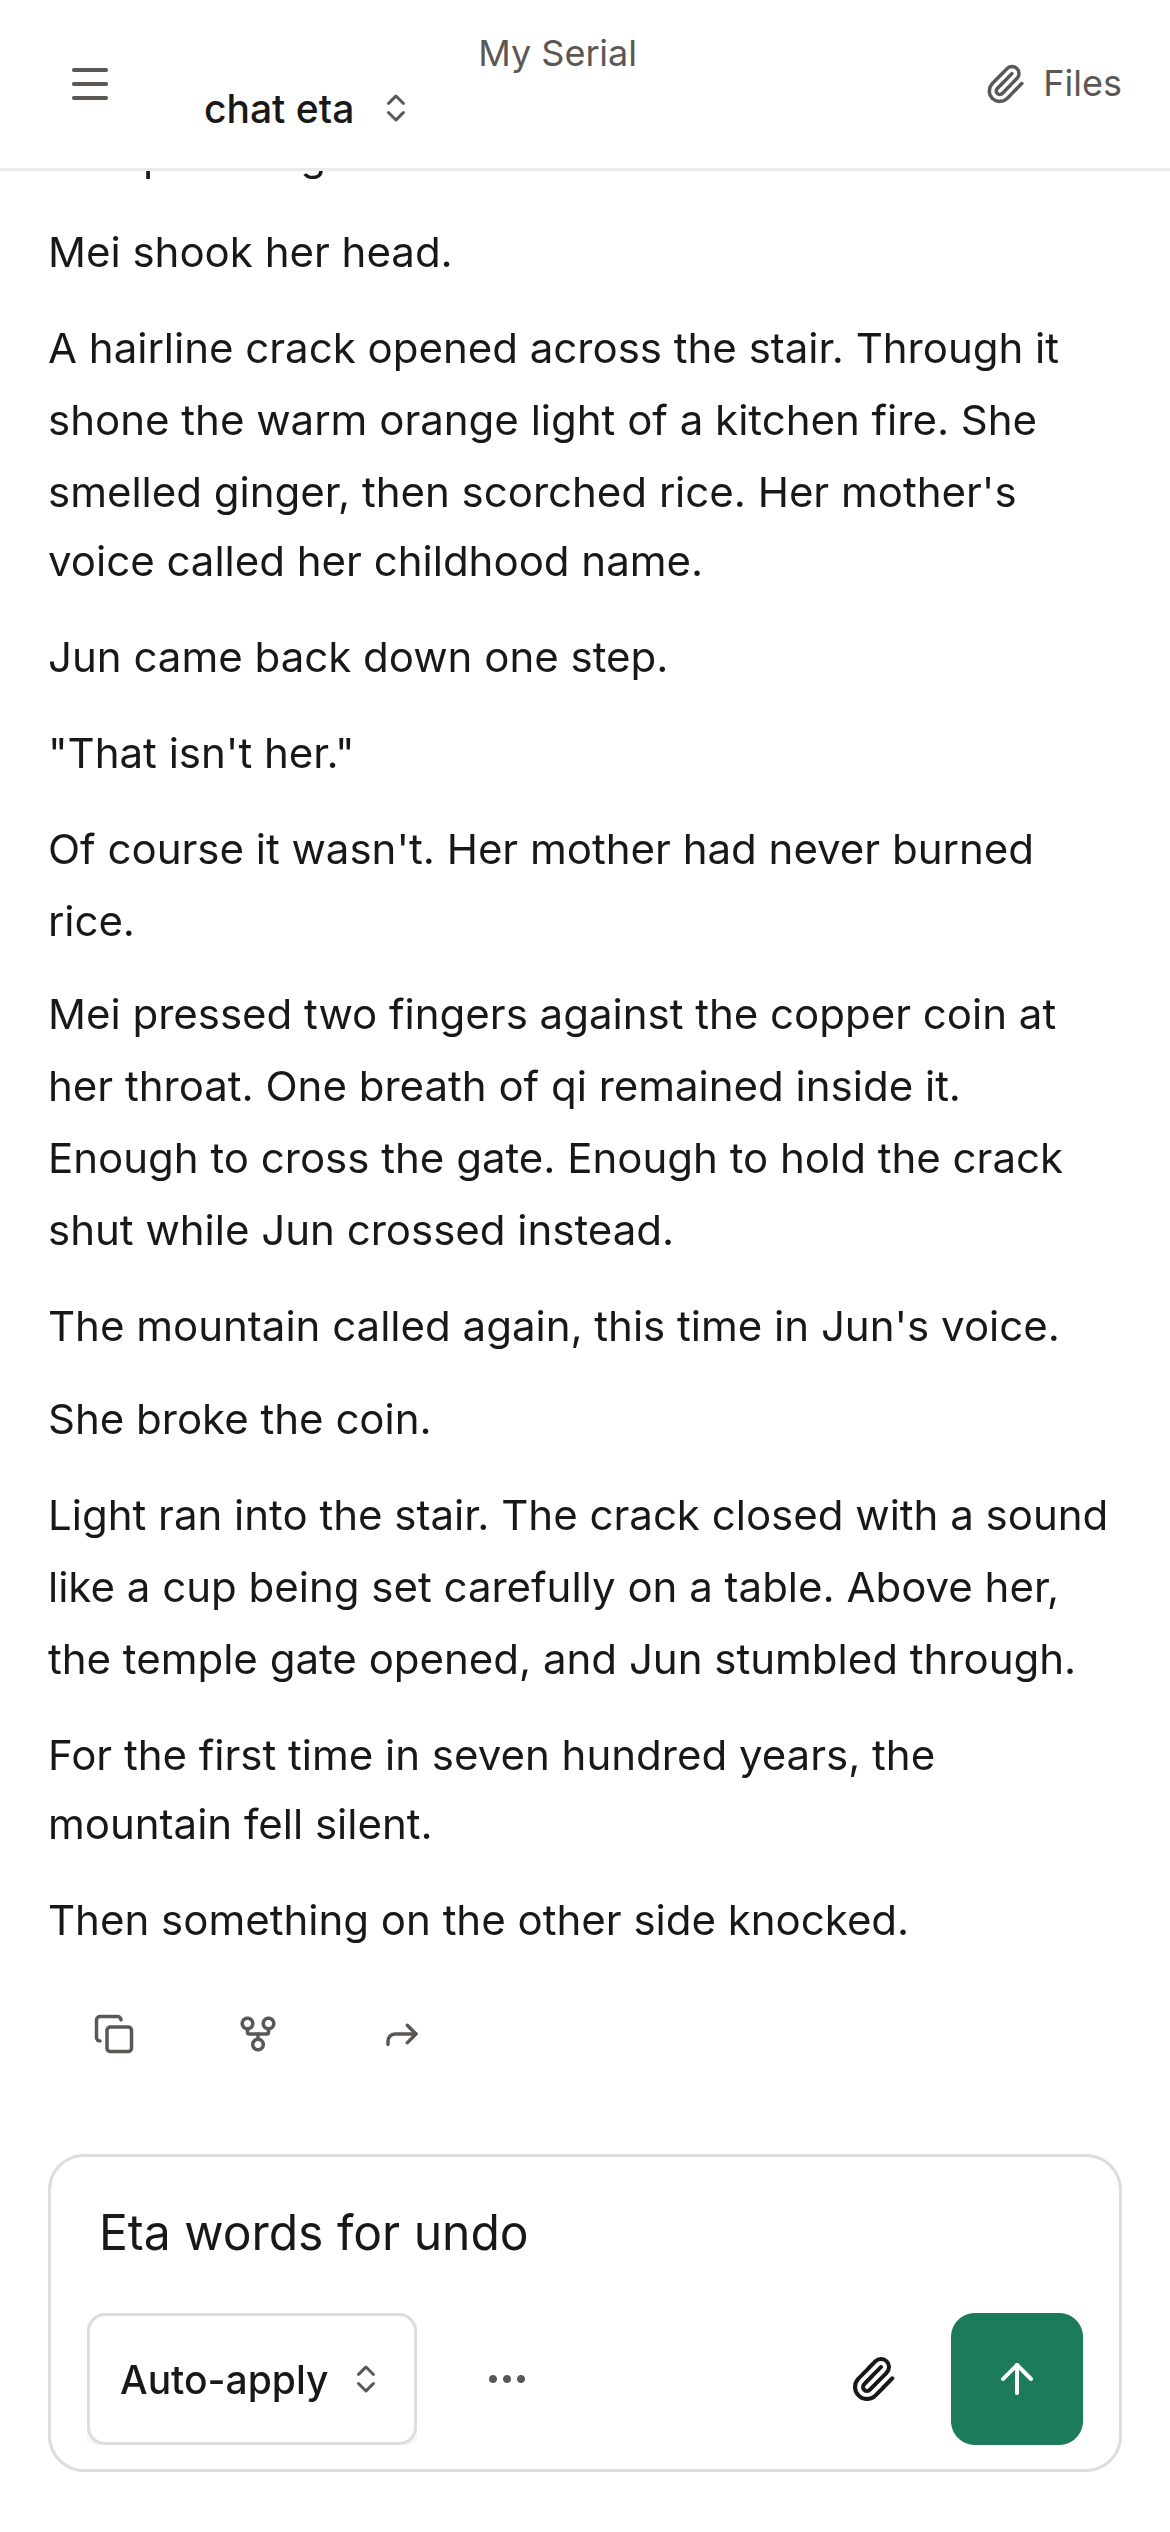 My Serial
chat eta
Files
Mei shook her head.
A hairline crack opened across the stair. Through it
shone the warm orange light of a kitchen fire. She
smelled ginger, then scorched rice. Her mother's
voice called her childhood name.
Jun came back down one step.
"That isn't her."
Of course it wasn't. Her mother had never burned
rice.
Mei pressed two fingers against the copper coin at
her throat. One breath of qi remained inside it.
Enough to cross the gate. Enough to hold the crack
shut while Jun crossed instead.
The mountain called again, this time in Jun's voice.
She broke the coin.
Light ran into the stair. The crack closed with a sound
like a cup being set carefully on a table. Above her,
the temple gate opened, and Jun stumbled through.
For the first time in seven hundred years, the
mountain fell silent.
Then something on the other side knocked.
Eta words for undo
Auto-apply